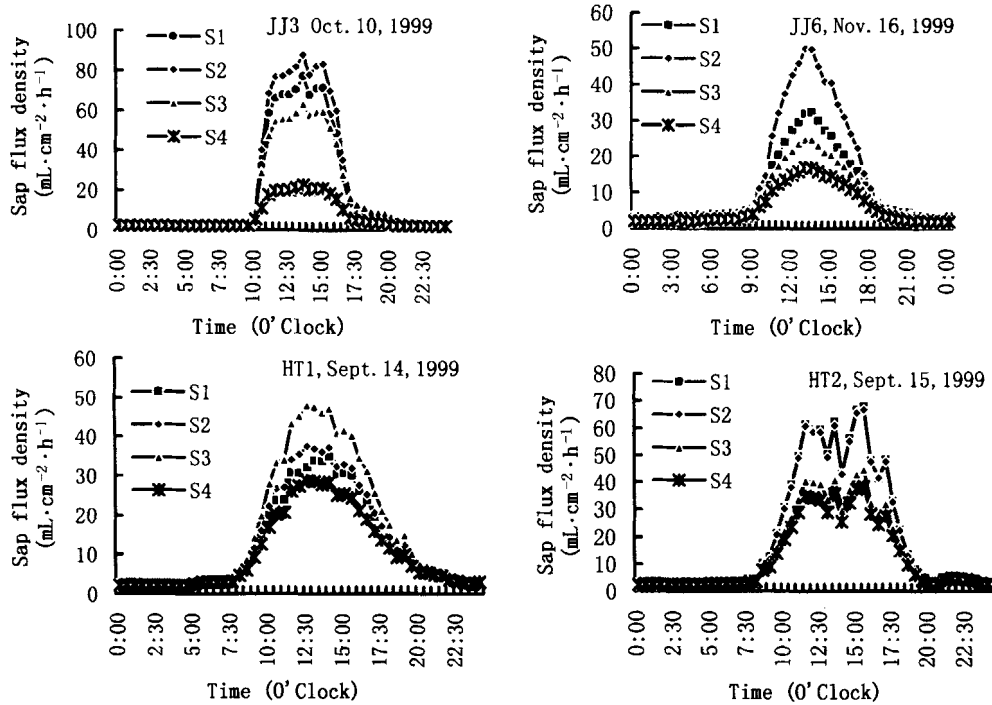 JJ3 Oct. 10, 1999
S1
S2
S3
S4
Sap flux density
(mL·cm⁻²·h⁻¹)
100
80
60
40
20
0
0:00
2:30
5:00
7:30
10:00
12:30
15:00
17:30
20:00
22:30
Time (O'Clock)
JJ6, Nov. 16, 1999
S1
S2
S3
S4
Sap flux density
(mL·cm⁻²·h⁻¹)
60
50
40
30
20
10
0
0:00
3:00
6:00
9:00
12:00
15:00
18:00
21:00
0:00
Time (O'Clock)
HT1, Sept. 14, 1999
S1
S2
S3
S4
Sap flux density
(mL·cm⁻²·h⁻¹)
60
50
40
30
20
10
0
0:00
2:30
5:00
7:30
10:00
12:30
15:00
17:30
20:00
22:30
Time (O'Clock)
HT2, Sept. 15, 1999
S1
S2
S3
S4
Sap flux density
(mL·cm⁻²·h⁻¹)
80
70
60
50
40
30
20
10
0
0:00
2:30
5:00
7:30
10:00
12:30
15:00
17:30
20:00
22:30
Time (O'Clock)